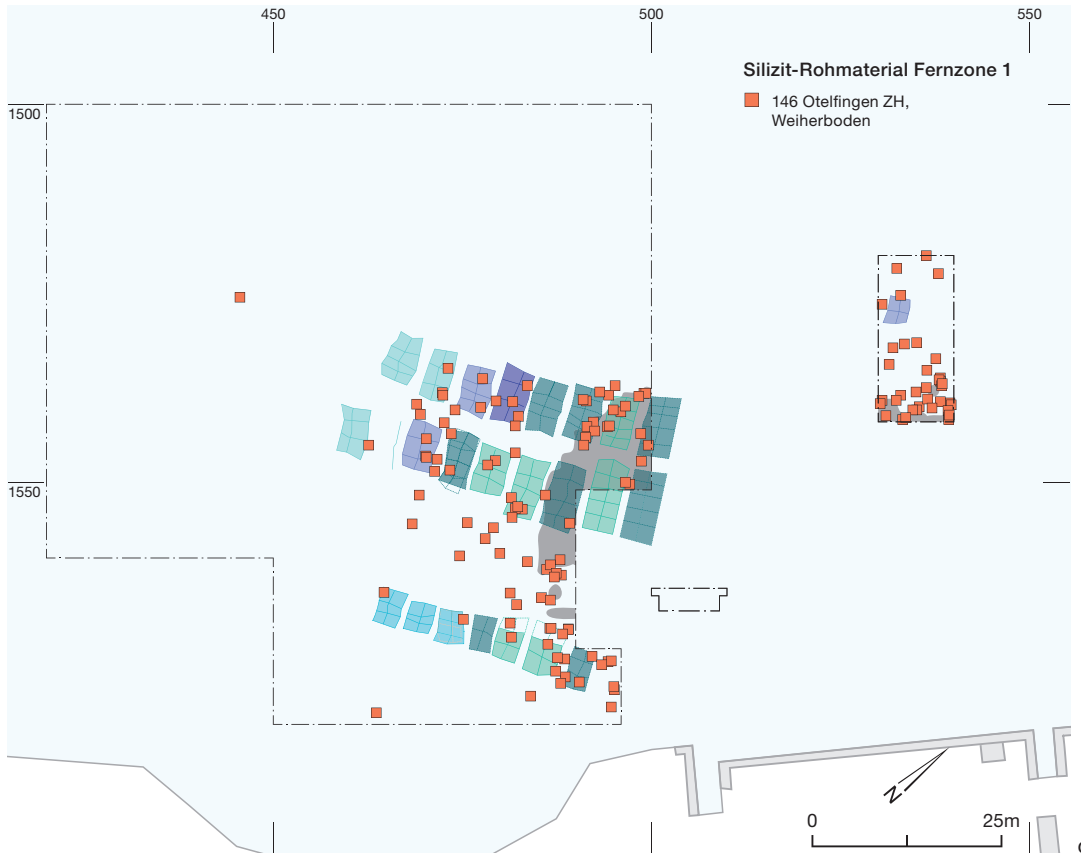 450
500
550
Silizit-Rohmaterial Fernzone 1
146 Otelfingen ZH,
Weiherboden
1500
1550
N
0
25m